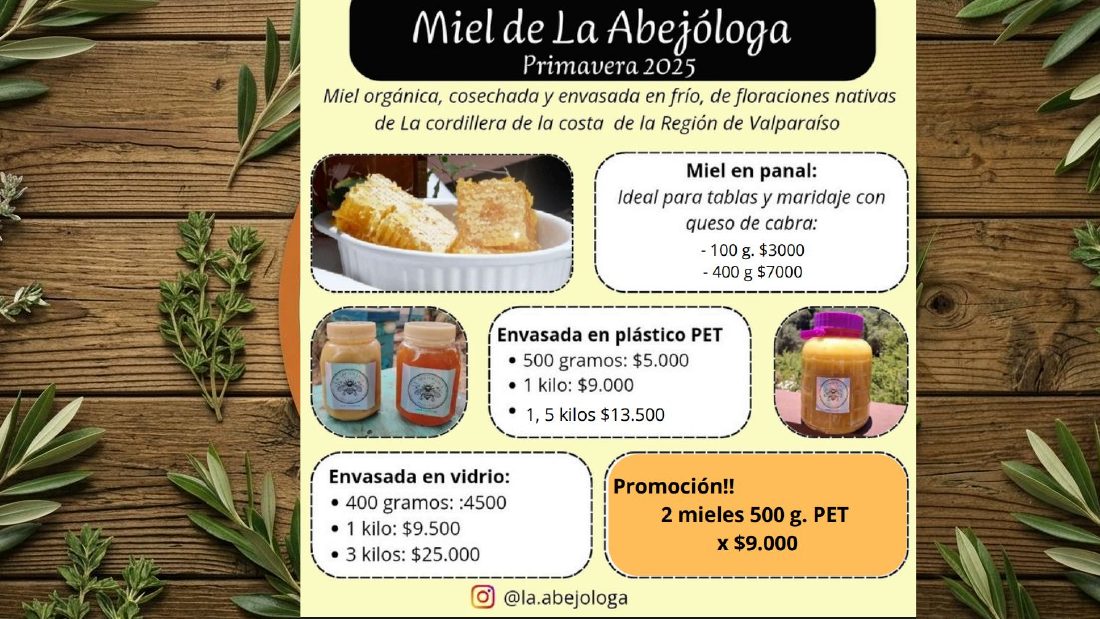 Miel de La Abejóloga
Primavera 2025
Miel orgánica, cosechada y envasada en frío, de floraciones nativas
de La cordillera de la costa de la Región de Valparaíso
Miel en panal:
Ideal para tablas y maridaje con
queso de cabra:
- 100 g. $3000
- 400 g $7000
Envasada en plástico PET
• 500 gramos: $5.000
• 1 kilo: $9.000
• 1, 5 kilos $13.500
Envasada en vidrio:
• 400 gramos: :4500
• 1 kilo: $9.500
• 3 kilos: $25.000
Promoción!!
2 mieles 500 g. PET
x $9.000
@la.abejologa